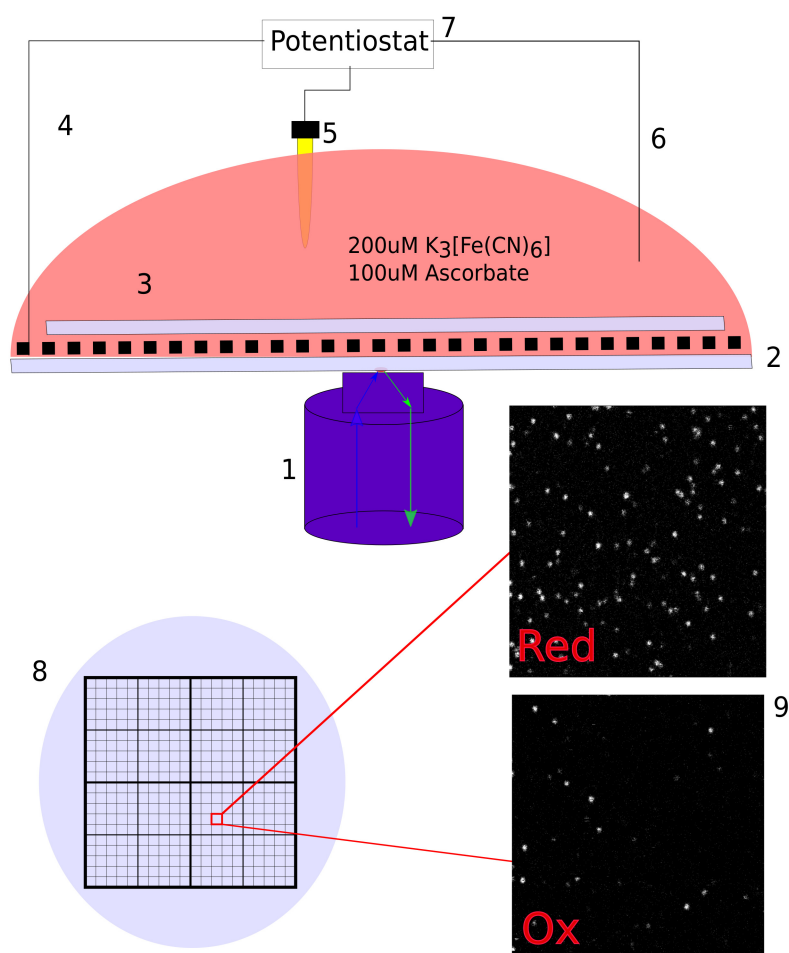 Potentiostat
7
4
5
6
200uM K3[Fe(CN)6]
100uM Ascorbate
3
2
1
Red
8
9
Ox